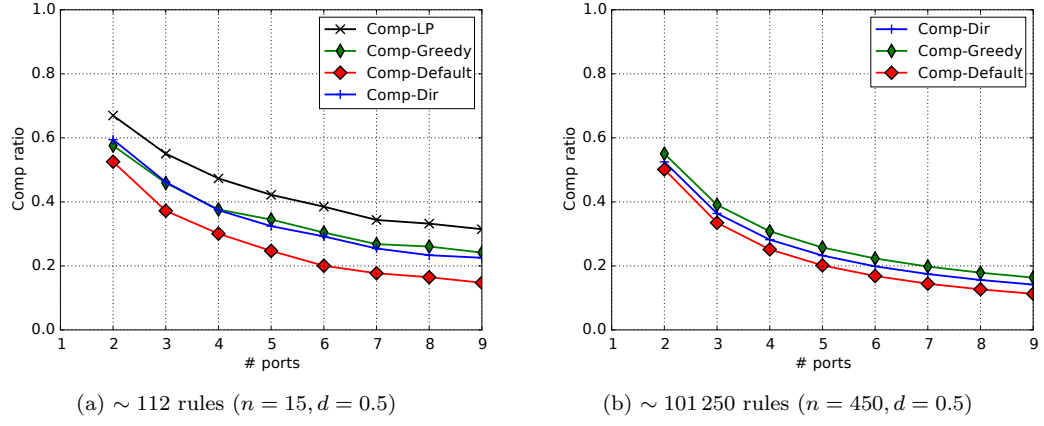 1.0
0.8
0.6
0.4
0.2
0.0
Comp ratio
1 2 3 4 5 6 7 8 9
# ports
Comp-LP
Comp-Greedy
Comp-Default
Comp-Dir
(a) ∼ 112 rules (n = 15, d = 0.5)
1.0
0.8
0.6
0.4
0.2
0.0
Comp ratio
1 2 3 4 5 6 7 8 9
# ports
Comp-Dir
Comp-Greedy
Comp-Default
(b) ∼ 101 250 rules (n = 450, d = 0.5)